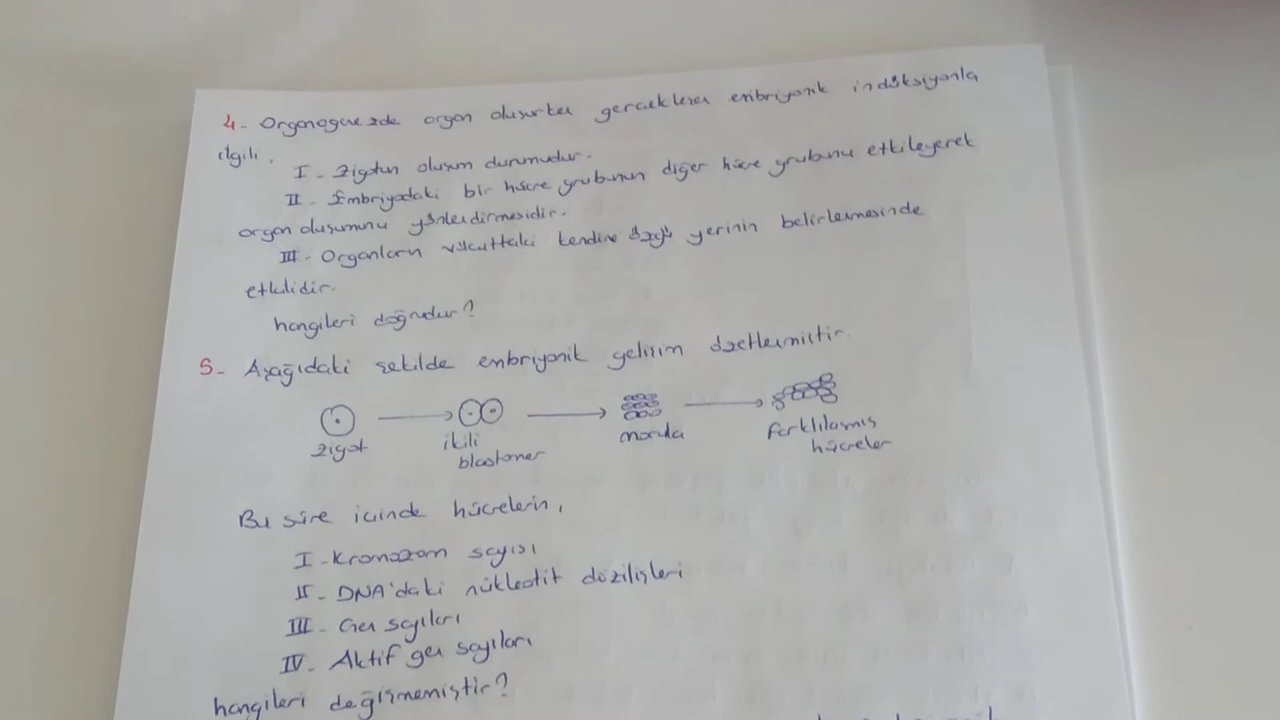 4- Organogenezde organ oluşurken gerçekleşen embriyonik indüksiyonla
ilgili,
I - Zigotun oluşum durumudur.
II - Embriyodaki bir hücre grubunun diğer hücre grubunu etkileyerek
organ oluşumunu yönlendirmesidir.
III - Organların vücuttaki kendine özgü yerinin belirlenmesinde
etkilidir.
hangileri doğrudur?
5- Aşağıdaki şekilde embriyonik gelişim özetlenmiştir.
zigot
ikili blastomer
morula
farklılaşmış hücreler
Bu süre içinde hücrelerin,
I - Kromozom sayısı
II - DNA'daki nükleotit dizilişleri
III - Gen sayıları
IV - Aktif gen sayıları
hangileri değişmemiştir?